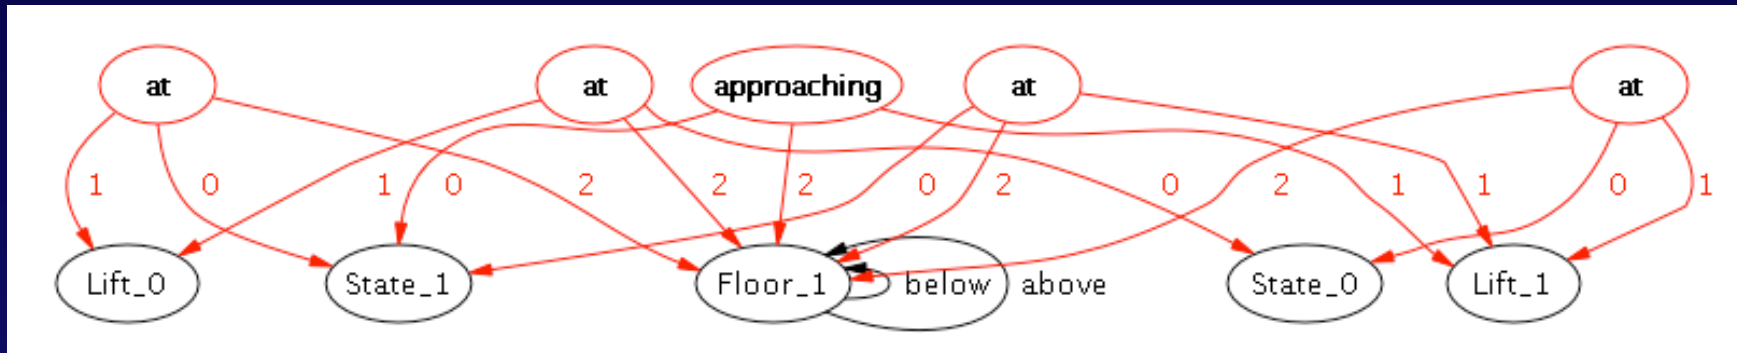 at at approaching at at
1 0 1 0 2 2 2 0 2 0 2 1 1 0 1
Lift_0 State_1 Floor_1 below above State_0 Lift_1